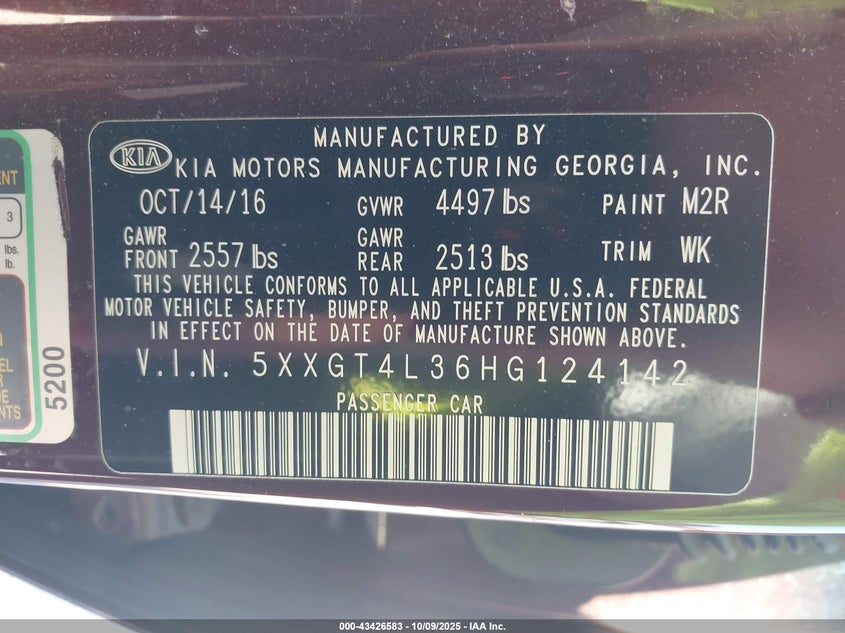 MANUFACTURED BY
KIA KIA MOTORS MANUFACTURING GEORGIA, INC.
OCT/14/16 GVWR 4497 lbs PAINT M2R
GAWR FRONT 2557 lbs GAWR REAR 2513 lbs TRIM WK
THIS VEHICLE CONFORMS TO ALL APPLICABLE U.S.A. FEDERAL
MOTOR VEHICLE SAFETY, BUMPER, AND THEFT PREVENTION STANDARDS
IN EFFECT ON THE DATE OF MANUFACTURE SHOWN ABOVE.
V.I.N. 5XXGT4L36HG124142
PASSENGER CAR
3
lbs.
lb.
5200
000-43426583 - 10/09/2025 - IAA Inc.